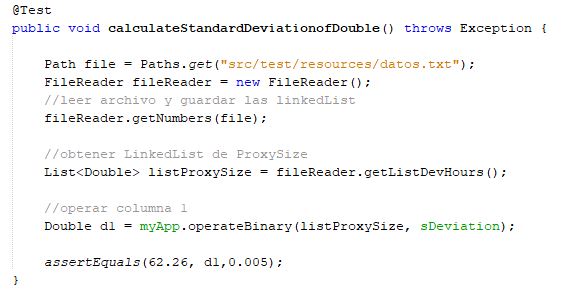 @Test
public void calculateStandardDeviationofDouble() throws Exception {
Path file = Paths.get("src/test/resources/datos.txt");
FileReader fileReader = new FileReader();
//leer archivo y guardar las linkedList
fileReader.getNumbers(file);
//obtener LinkedList de ProxySize
List<Double> listProxySize = fileReader.getListDevHours();
//operar columna 1
Double d1 = myApp.operateBinary(listProxySize, sDeviation);
assertEquals(62.26, d1,0.005);
}